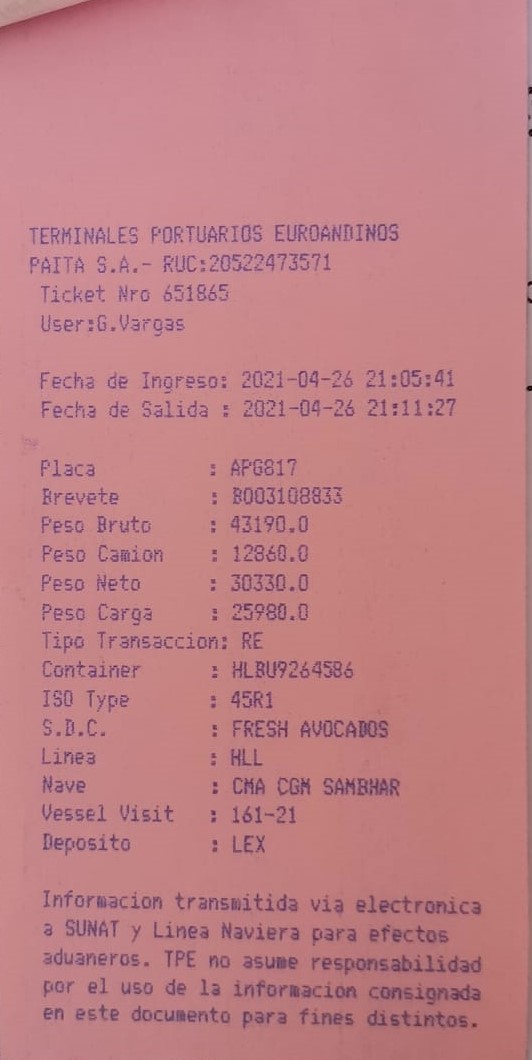 TERMINALES PORTUARIOS EUROANDINOS
PAITA S.A.- RUC:20522473571
Ticket Nro 651865
User:G.Vargas
Fecha de Ingreso: 2021-04-26 21:05:41
Fecha de Salida : 2021-04-26 21:11:27
Placa : APG817
Brevete : B003108833
Peso Bruto : 43190.0
Peso Camion : 12860.0
Peso Neto : 30330.0
Peso Carga : 25980.0
Tipo Transaccion: RE
Container : HLBU9264586
ISO Type : 45R1
S.D.C. : FRESH AVOCADOS
Linea : HLL
Nave : CMA CGM SAMBHAR
Vessel Visit : 161-21
Deposito : LEX
Informacion transmitida via electronica
a SUNAT y Linea Naviera para efectos
aduaneros. TPE no asume responsabilidad
por el uso de la informacion consignada
en este documento para fines distintos.